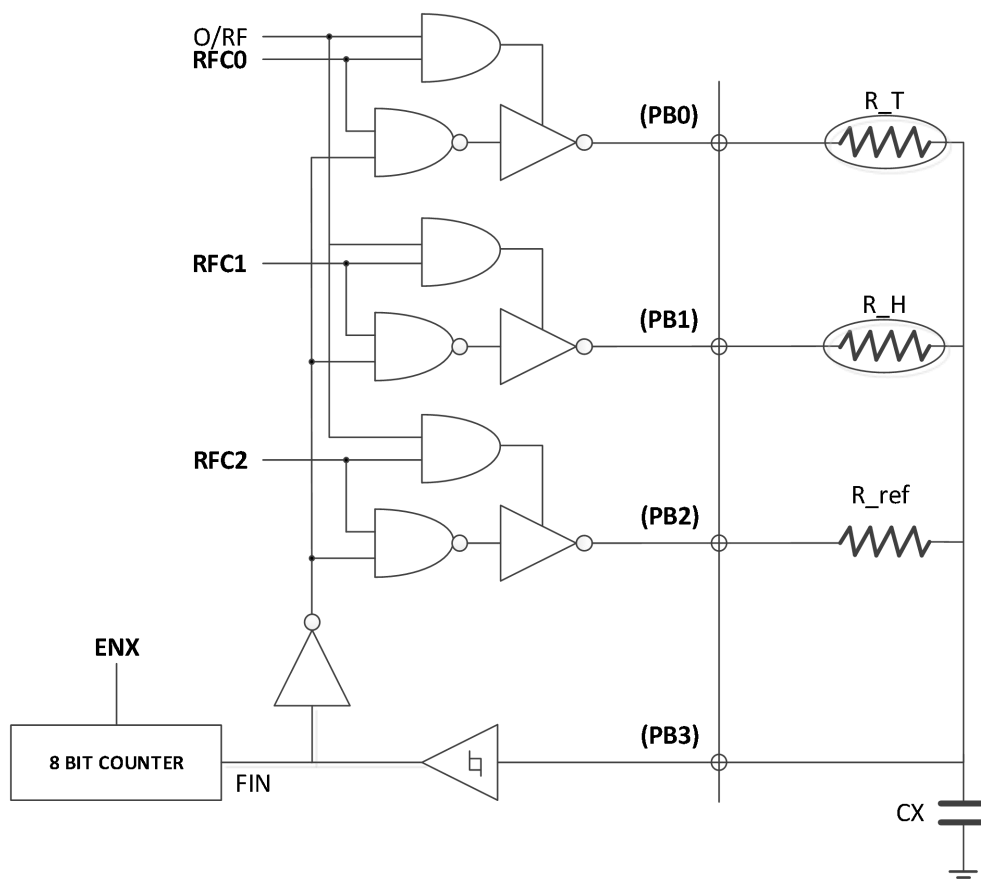 O/RF
RFC0
(PB0)
R_T
RFC1
(PB1)
R_H
RFC2
(PB2)
R_ref
ENX
8 BIT COUNTER
FIN
(PB3)
CX